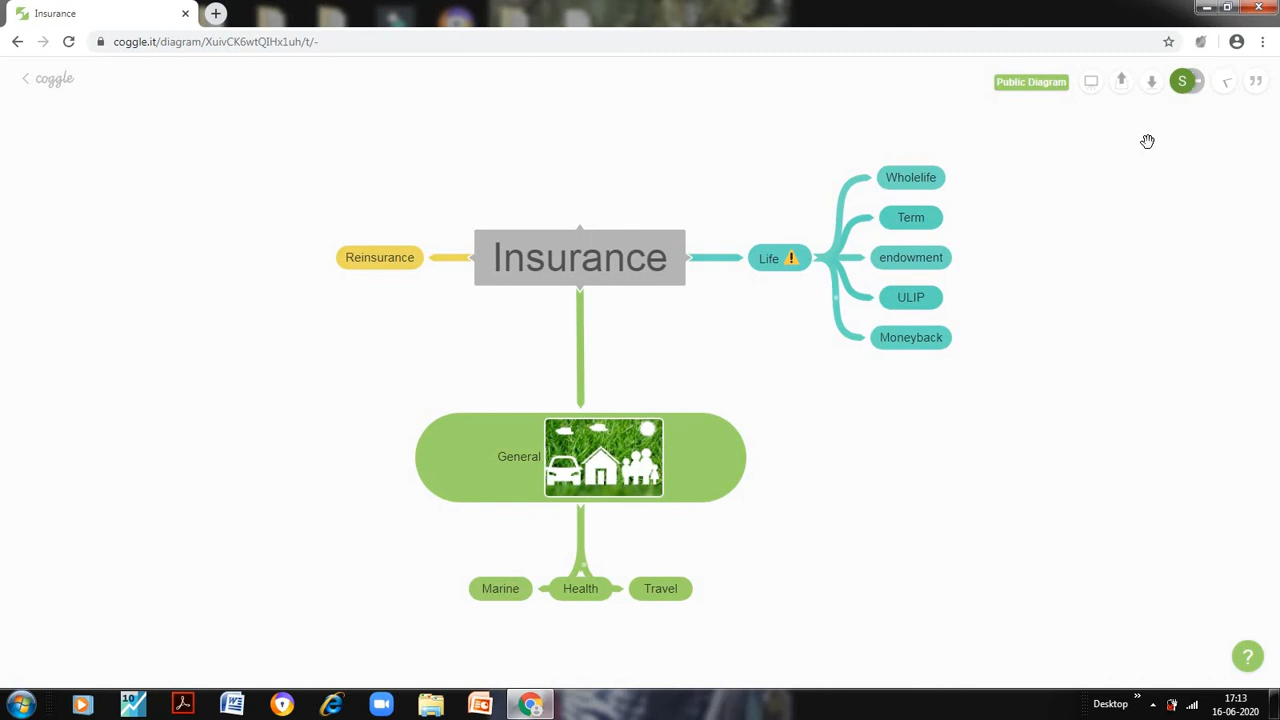 Insurance
coggle.it/diagram/XuivCK6wtQIHx1uh/t/-
coggle
Public Diagram
S
Wholelife
Term
Reinsurance
Insurance
Life
endowment
ULIP
Moneyback
General
Marine
Health
Travel
?
10
Desktop
17:13
16-06-2020